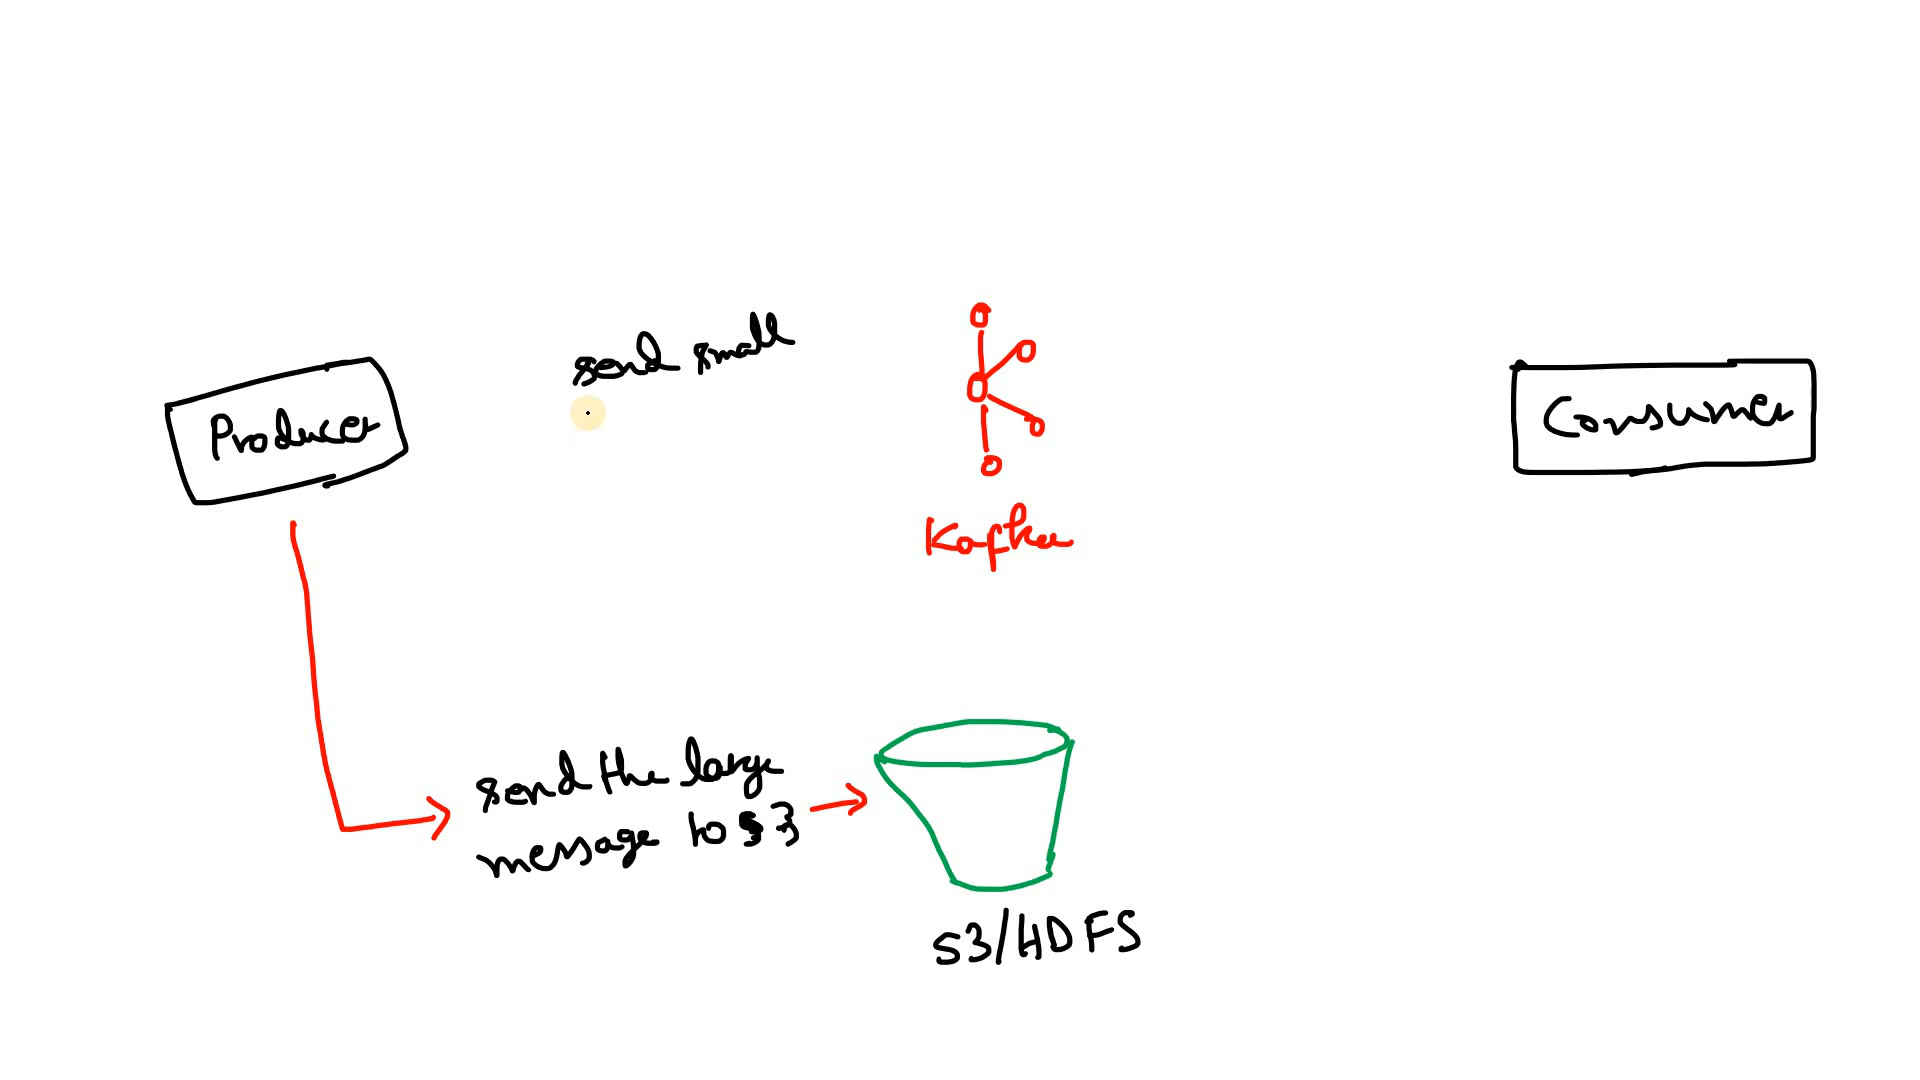 send small
Producer
Consumer
Kafka
send the large
message to S3
S3/HDFS